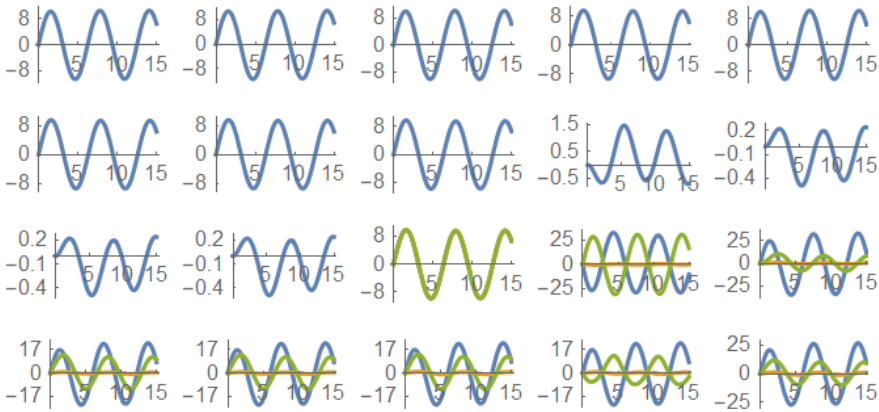 8 8 8 8 8
0 0 0 0 0
5 10 15 5 10 15 5 10 15 5 10 15 5 10 15
−8 −8 −8 −8 −8
8 8 8 1.5 0.2
0 0 0 0.5 −0.1
5 10 15 5 10 15 5 10 15 −0.5 5 10 15 5 10 15
−8 −8 −8 −0.4
0.2 0.2 8 25 25
−0.1 −0.1 0 0 0
5 10 15 5 10 15 5 10 15 5 10 15 5 10 15
−0.4 −0.4 −8 −25 −25
17 17 17 17 25
0 0 0 0 0
5 10 15 5 10 15 5 10 15 5 10 15 5 10 15
−17 −17 −17 −17 −25